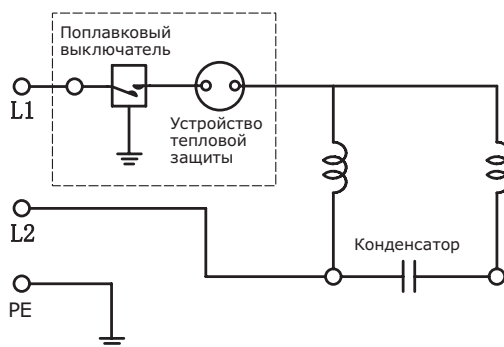 Поплавковый
выключатель
L1
Устройство
тепловой
защиты
L2
Конденсатор
PE